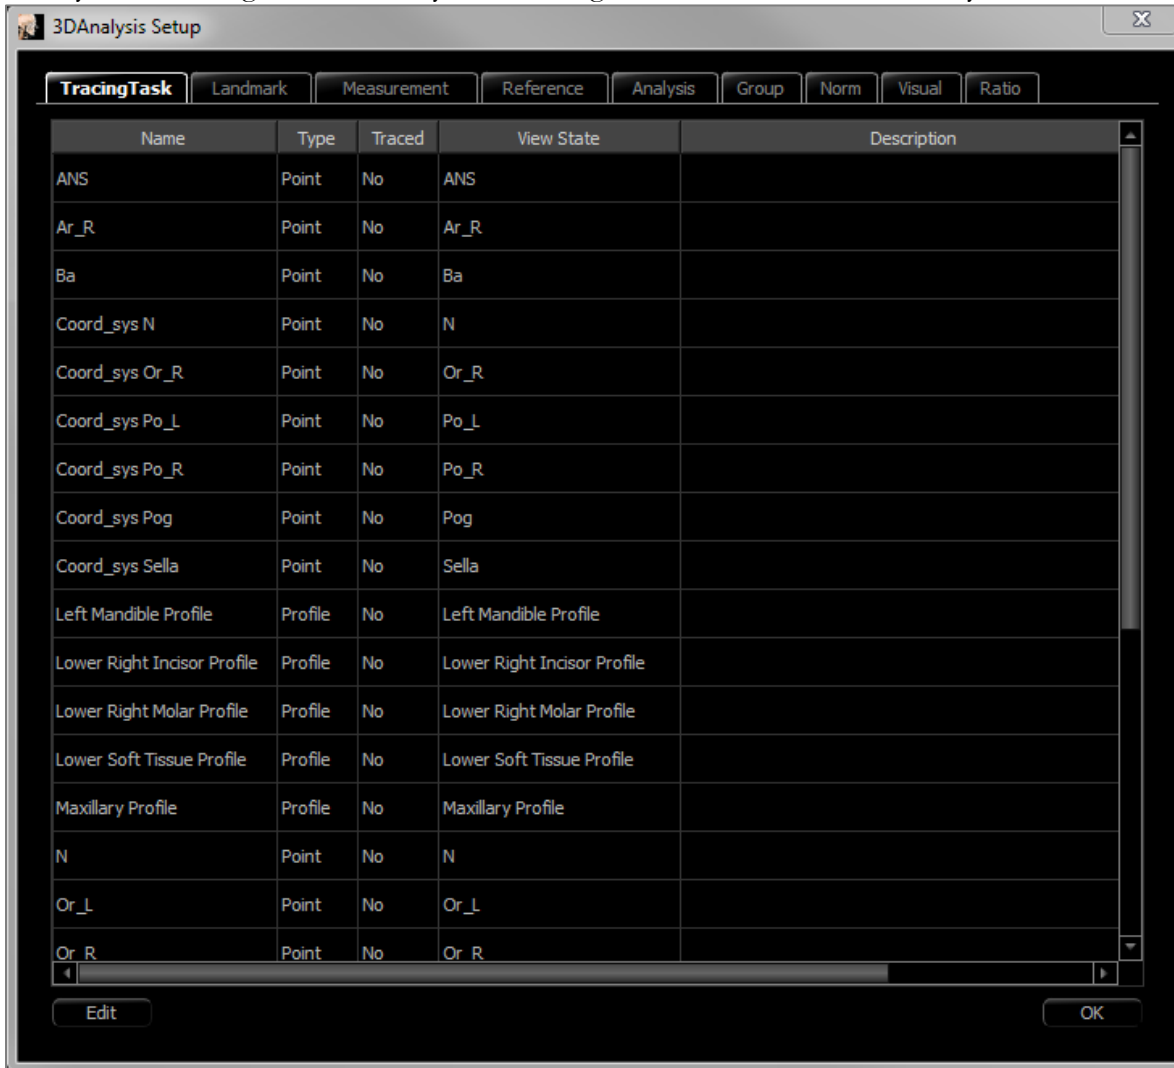 3DAnalysis Setup
TracingTask Landmark Measurement Reference Analysis Group Norm Visual Ratio
Name Type Traced View State Description
ANS Point No ANS
Ar_R Point No Ar_R
Ba Point No Ba
Coord_sys N Point No N
Coord_sys Or_R Point No Or_R
Coord_sys Po_L Point No Po_L
Coord_sys Po_R Point No Po_R
Coord_sys Pog Point No Pog
Coord_sys Sella Point No Sella
Left Mandible Profile Profile No Left Mandible Profile
Lower Right Incisor Profile Profile No Lower Right Incisor Profile
Lower Right Molar Profile Profile No Lower Right Molar Profile
Lower Soft Tissue Profile Profile No Lower Soft Tissue Profile
Maxillary Profile Profile No Maxillary Profile
N Point No N
Or_L Point No Or_L
Or_R Point No Or_R
Edit OK